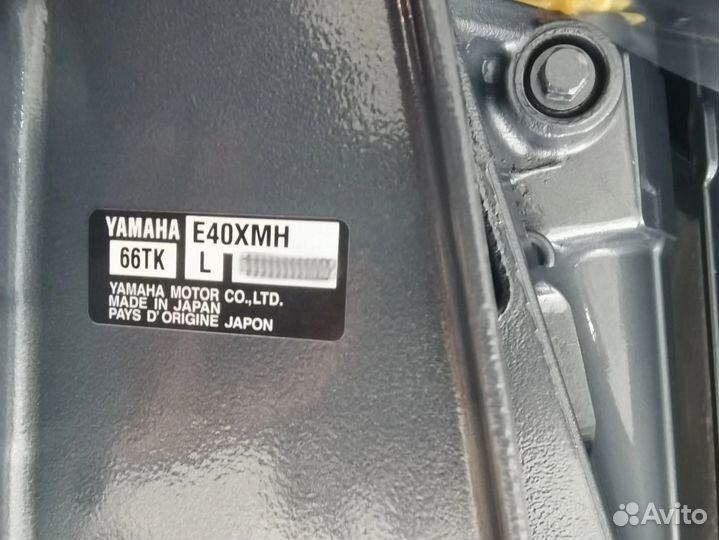 YAMAHA E40XMH
66TK L
YAMAHA MOTOR CO.,LTD.
MADE IN JAPAN
PAYS D'ORIGINE JAPON
Avito